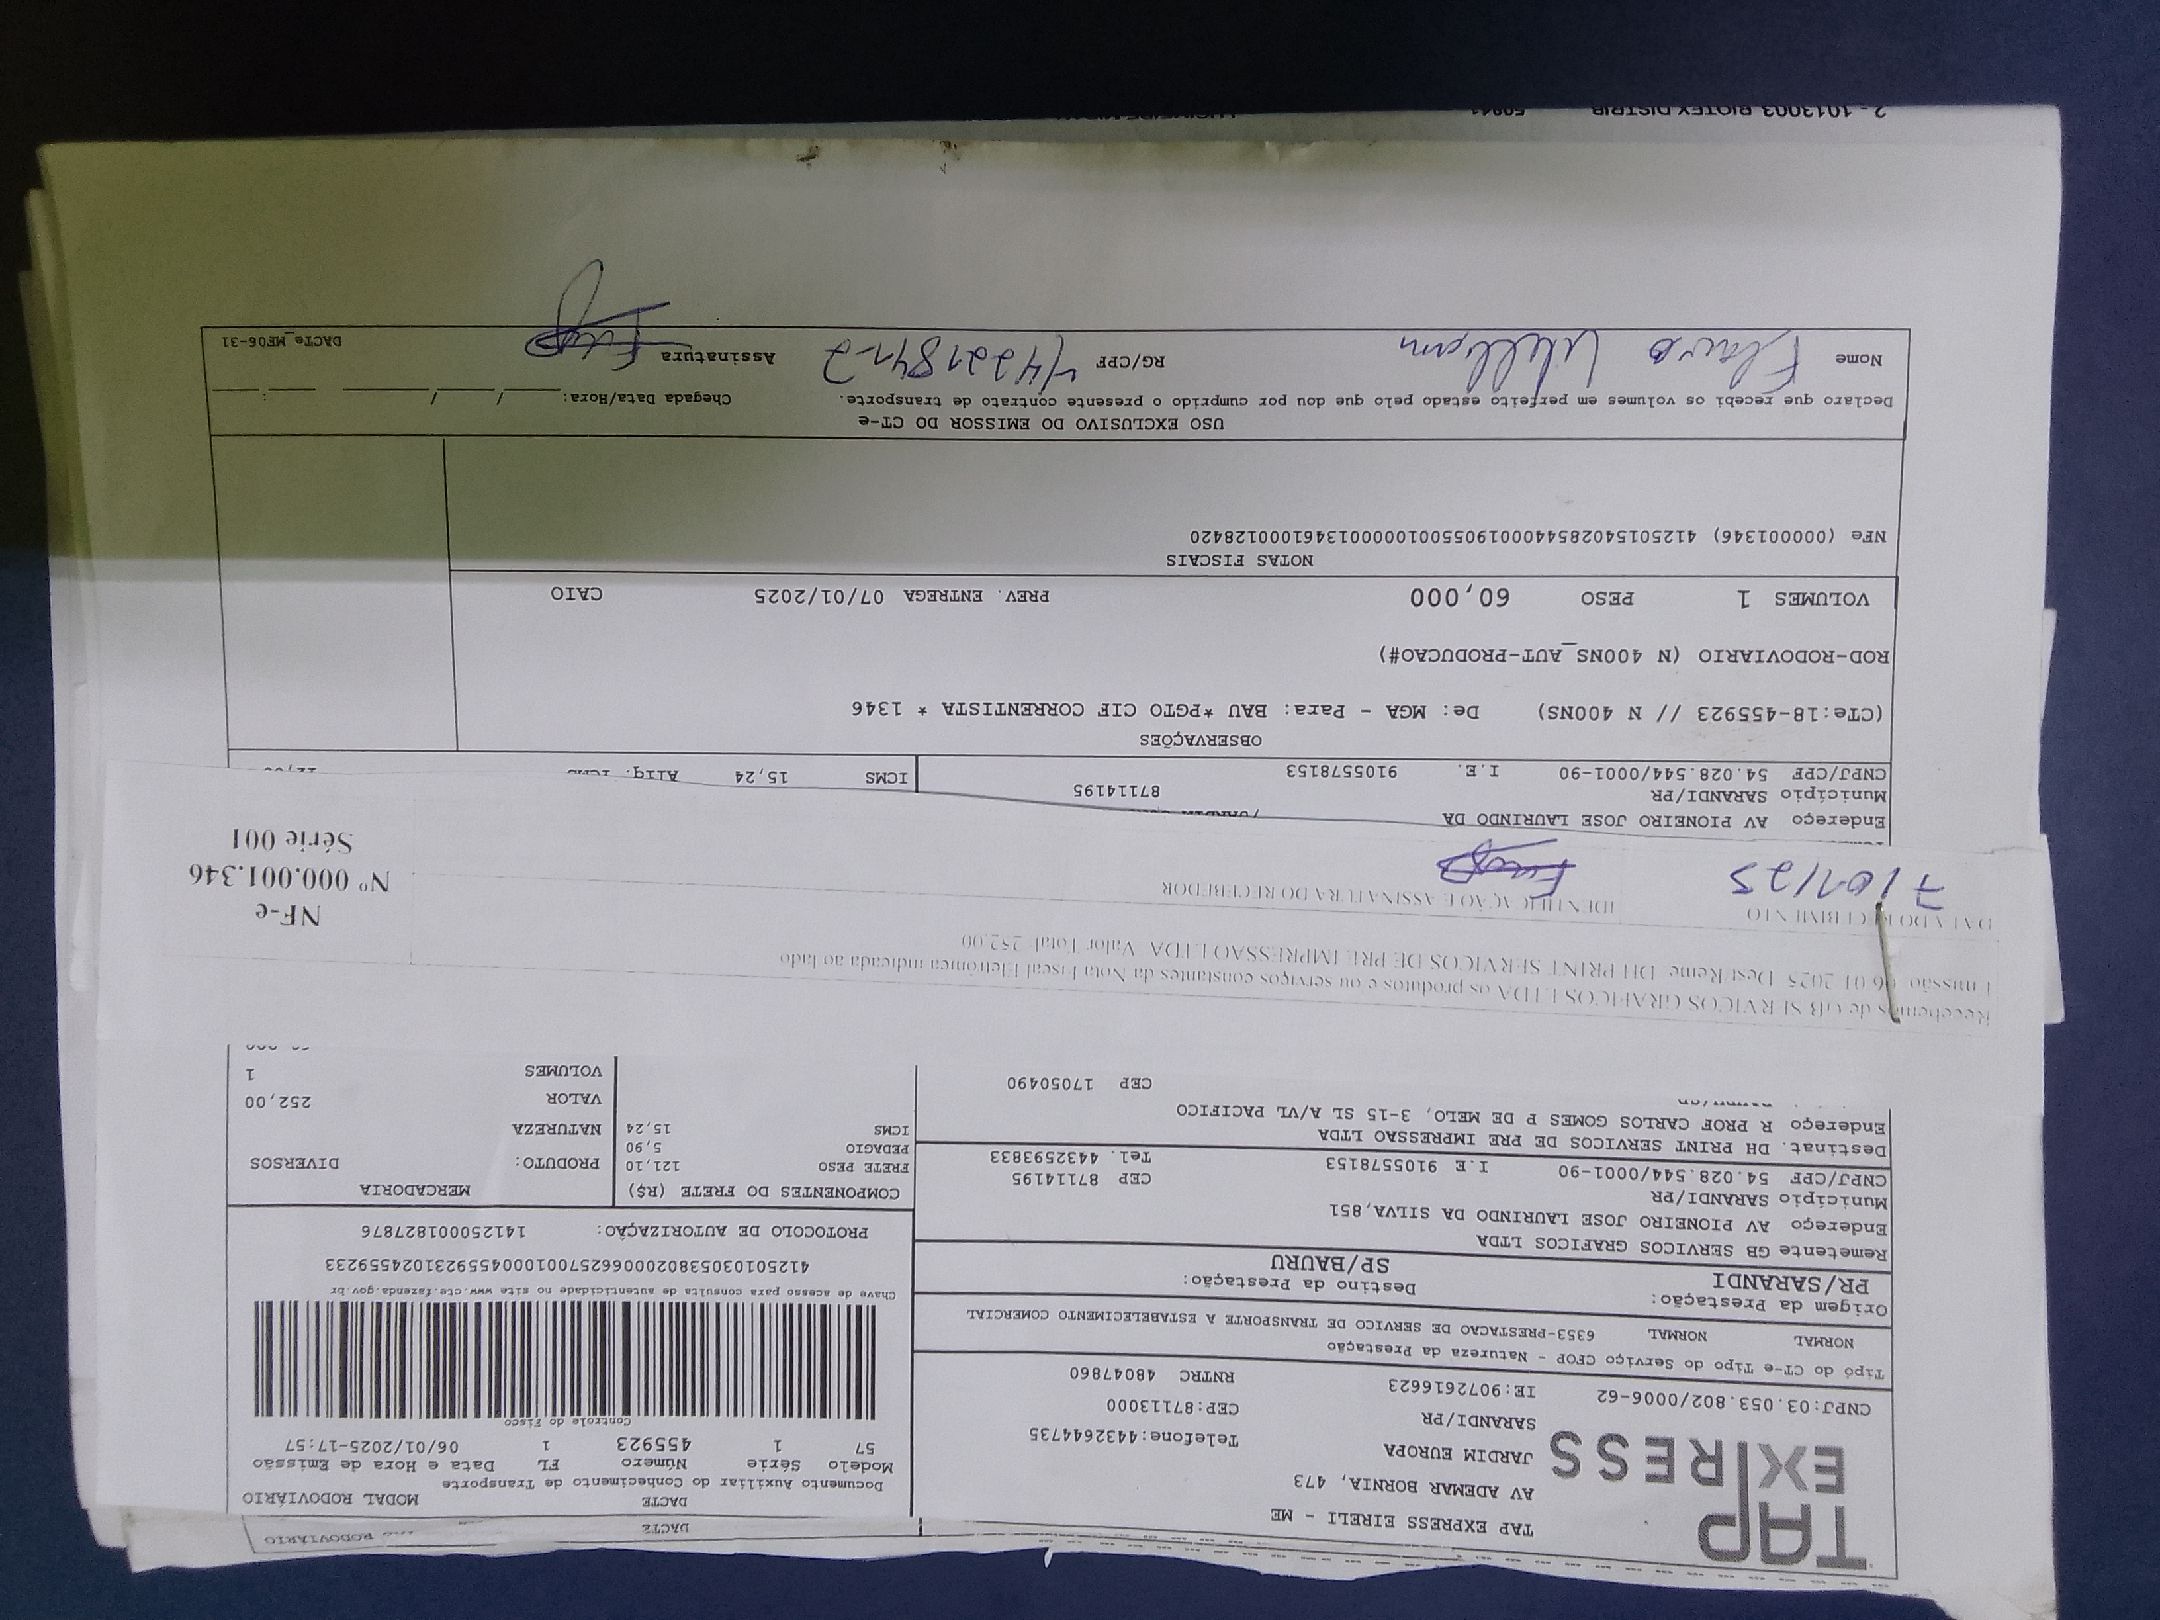 DACTE
TAP EXPRESS
TAP EXPRESS EIRELI - ME
AV ADEMAR BORNIA, 473
JARDIM EUROPA
Telefone:4432644735
SARANDI/PR
CEP:87113000
CNPJ:03.053.802/0006-62
IE:9072616623
RNTRC 48047860
DACTE
MODAL RODOVIÁRIO
Documento Auxiliar do Conhecimento de Transporte
Modelo Série Número FL Data e Hora de Emissão
57 1 455923 1 06/01/2025-17:57
Controle do Fisco
Chave de acesso para consulta de autenticidade no site www.cte.fazenda.gov.br
PROTOCOLO DE AUTORIZAÇÃO: 141250001827876
Tipo do CT-e Tipo do Serviço CFOP - Natureza da Prestação
NORMAL NORMAL 6353-PRESTACAO DE SERVICO DE TRANSPORTE A ESTABELECIMENTO COMERCIAL
Origem da Prestação:
PR/SARANDI
Destino da Prestação:
SP/BAURU
Remetente GB SERVICOS GRAFICOS LTDA
Endereço AV PIONEIRO JOSE LAURINDO DA SILVA,851
Município SARANDI/PR
CEP 87114195
CNPJ/CPF 54.028.544/0001-90 I.E 9105578153 Tel. 4432593833
Destinat. DH PRINT SERVICOS DE PRE IMPRESSAO LTDA
Endereço R PROF CARLOS GOMES P DE MELO, 3-15 SL A/VL PACIFICO
CEP 17050490
COMPONENTES DO FRETE (R$)
FRETE PESO 121,10
PEDAGIO 5,90
ICMS 15,24
MERCADORIA
PRODUTO: DIVERSOS
NATUREZA
VALOR 252,00
VOLUMES 1
Recebemos de GB SERVICOS GRAFICOS LTDA os produtos e ou serviços constantes da Nota Fiscal Eletrônica indicada ao lado
Emissão 06 01 2025 Dest Reme DH PRINT SERVICOS DE PRE IMPRESSAO LTDA Valor Total 252.00
DATA DO RECEBIMENTO
IDENTIFICAÇÃO E ASSINATURA DO RECEBEDOR
7/01/25
NF-e
Nº 000.001.346
Série 001
Endereço AV PIONEIRO JOSE LAURINDO DA
Município SARANDI/PR
87114195
CNPJ/CPF 54.028.544/0001-90 I.E. 9105578153
ICMS 15,24 Alíq. ICMS
OBSERVAÇÕES
(CTe:18-455923 // N 400NS) De: MGA - Para: BAU *PGTO CIF CORRENTISTA * 1346
ROD-RODOVIARIO (N 400NS_AUT-PRODUCAO#)
VOLUMES 1 PESO 60,000 PREV. ENTREGA 07/01/2025 CAIO
NOTAS FISCAIS
NFe (000001346) 41250154028544000190550010000013461000128420
USO EXCLUSIVO DO EMISSOR DO CT-e
Declaro que recebi os volumes em perfeito estado pelo que dou por cumprido o presente contrato de transporte.
Chegada Data/Hora: / / :
Nome
RG/CPF
Assinatura
DACTe_MF06-31
2 - 1013003 RIOTEX DISTRIB